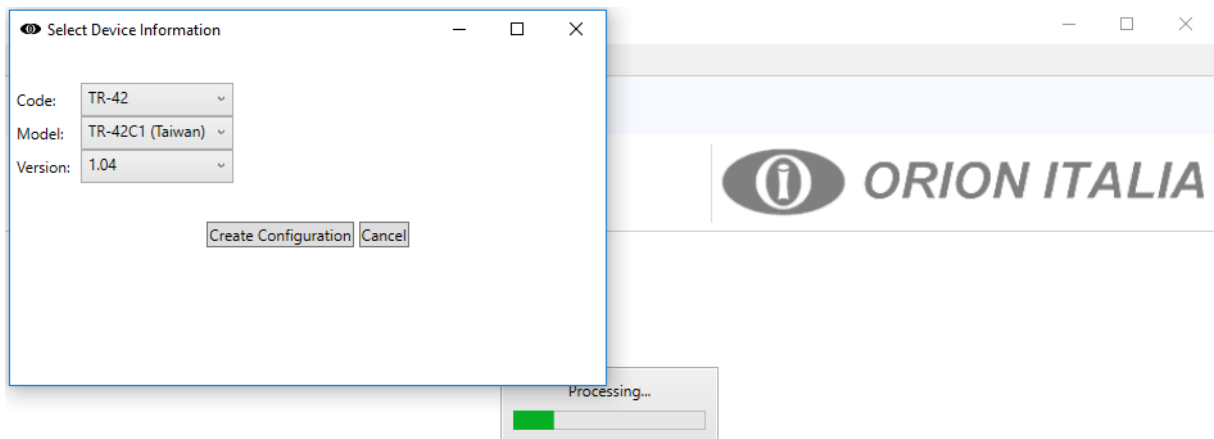 Select Device Information
Code: TR-42
Model: TR-42C1 (Taiwan)
Version: 1.04
Create Configuration Cancel
ORION ITALIA
Processing...